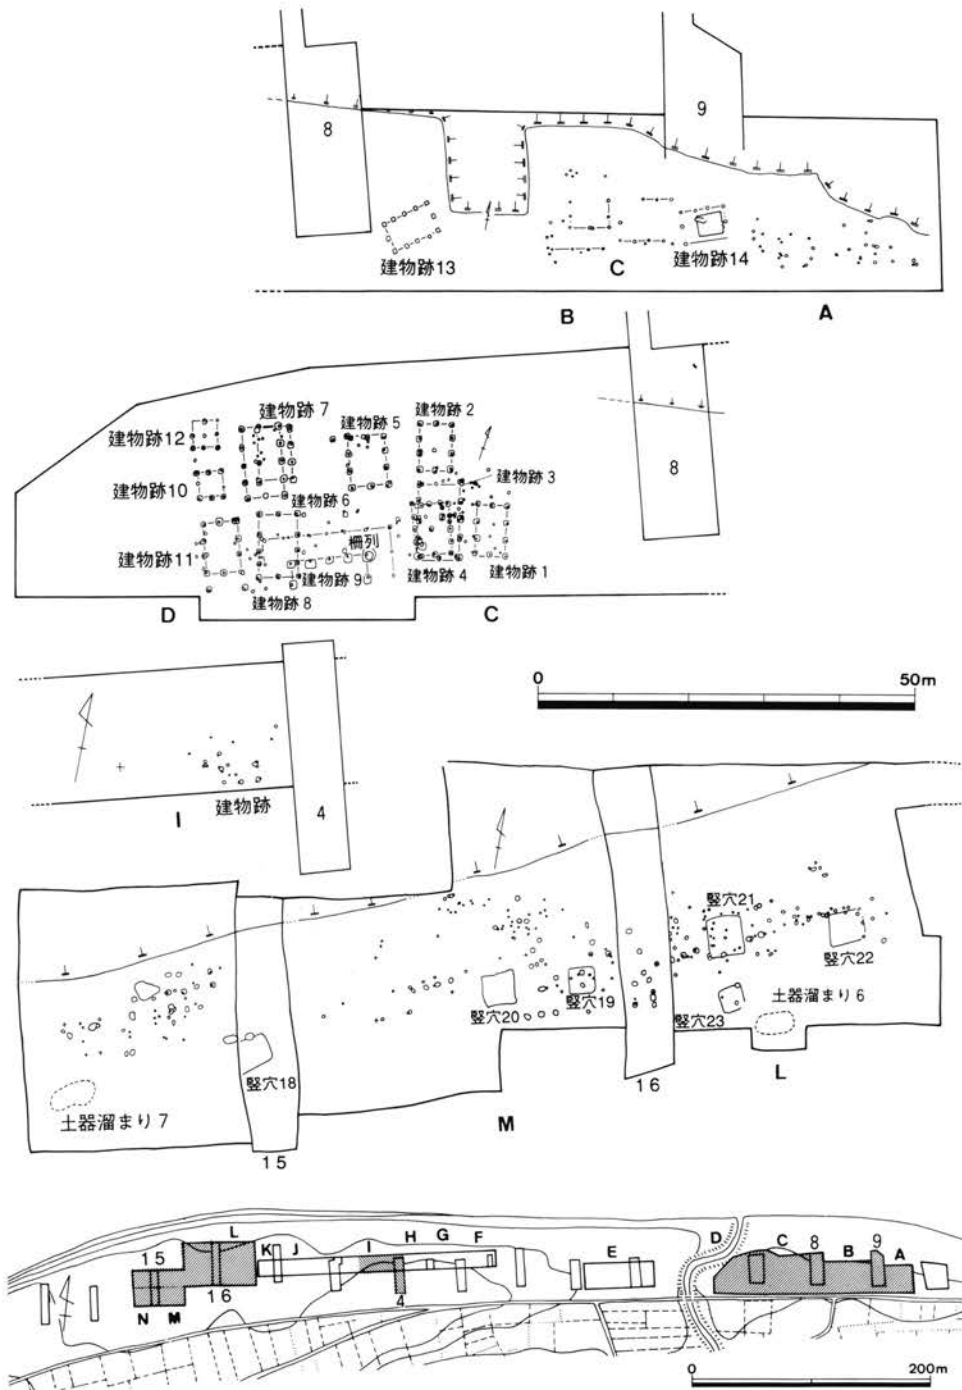 8
9
建物跡13
C
建物跡14
B
A
建物跡7
建物跡5
建物跡2
建物跡12
建物跡3
8
建物跡10
建物跡6
柵列
建物跡11
建物跡9
建物跡4
建物跡1
建物跡8
D
C
0
50m
建物跡
I
4
竪穴21
竪穴22
竪穴20
竪穴19
竪穴23
土器溜まり6
竪穴18
土器溜まり7
16
L
M
15
L
K
J
I
H
G
F
E
D
C
8
B
9
A
15
16
4
N
M
0
200m